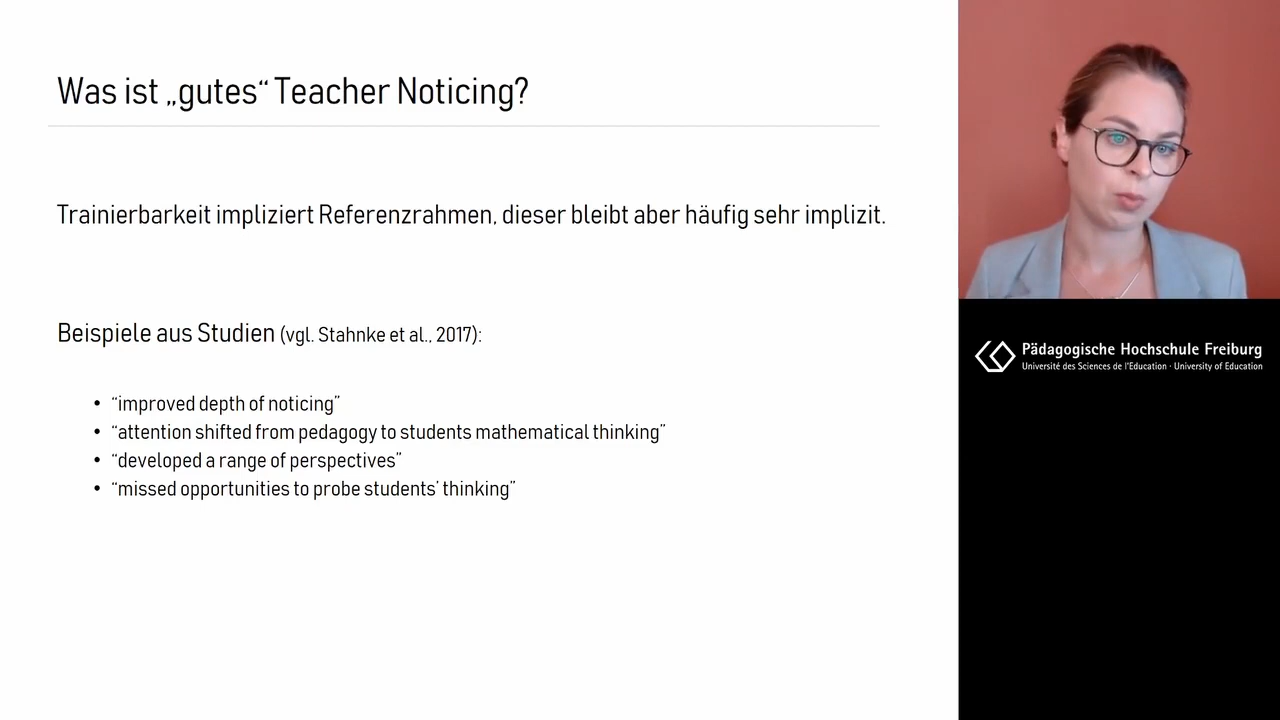 Was ist „gutes“ Teacher Noticing?
Trainierbarkeit impliziert Referenzrahmen, dieser bleibt aber häufig sehr implizit.
Beispiele aus Studien (vgl. Stahnke et al., 2017):
• “improved depth of noticing”
• “attention shifted from pedagogy to students mathematical thinking”
• “developed a range of perspectives”
• “missed opportunities to probe students’ thinking”
Pädagogische Hochschule Freiburg
Université des Sciences de l’Education · University of Education